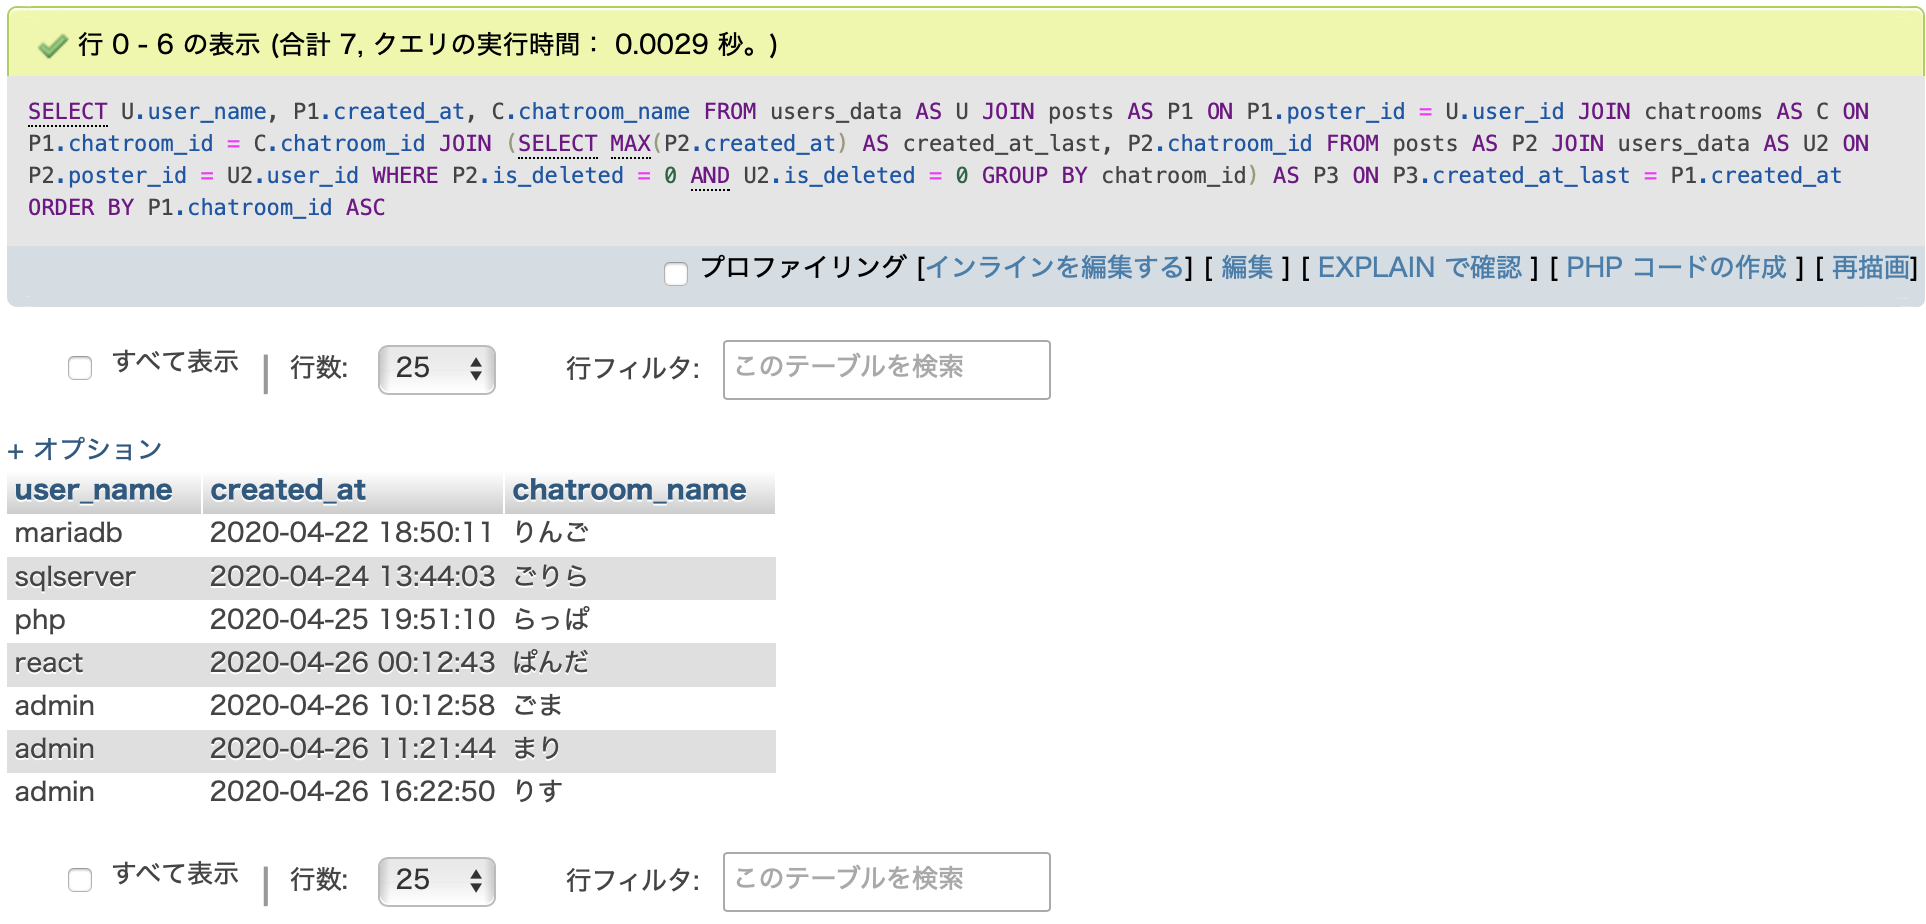 行 0 - 6 の表示 (合計 7, クエリの実行時間： 0.0029 秒。)
SELECT U.user_name, P1.created_at, C.chatroom_name FROM users_data AS U JOIN posts AS P1 ON P1.poster_id = U.user_id JOIN chatrooms AS C ON
P1.chatroom_id = C.chatroom_id JOIN (SELECT MAX(P2.created_at) AS created_at_last, P2.chatroom_id FROM posts AS P2 JOIN users_data AS U2 ON
P2.poster_id = U2.user_id WHERE P2.is_deleted = 0 AND U2.is_deleted = 0 GROUP BY chatroom_id) AS P3 ON P3.created_at_last = P1.created_at
ORDER BY P1.chatroom_id ASC
プロファイリング [インラインを編集する] [ 編集 ] [ EXPLAIN で確認 ] [ PHP コードの作成 ] [ 再描画]
すべて表示 | 行数: 25 行フィルタ: このテーブルを検索
+ オプション
user_name created_at chatroom_name
mariadb 2020-04-22 18:50:11 りんご
sqlserver 2020-04-24 13:44:03 ごりら
php 2020-04-25 19:51:10 らっぱ
react 2020-04-26 00:12:43 ぱんだ
admin 2020-04-26 10:12:58 ごま
admin 2020-04-26 11:21:44 まり
admin 2020-04-26 16:22:50 りす
すべて表示 | 行数: 25 行フィルタ: このテーブルを検索